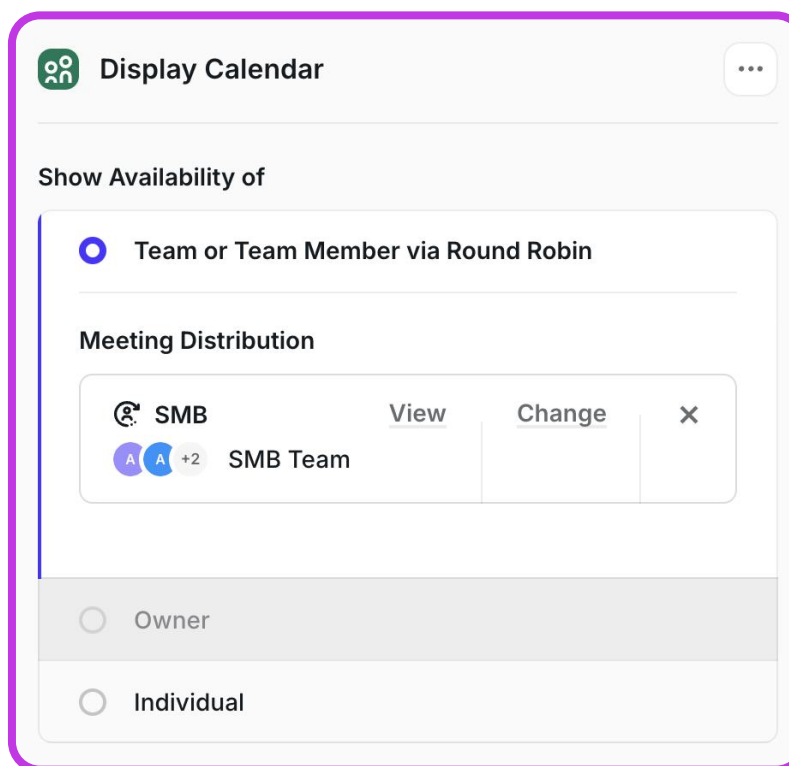 Display Calendar
Show Availability of
Team or Team Member via Round Robin
Meeting Distribution
SMB View Change
A A +2 SMB Team
Owner
Individual